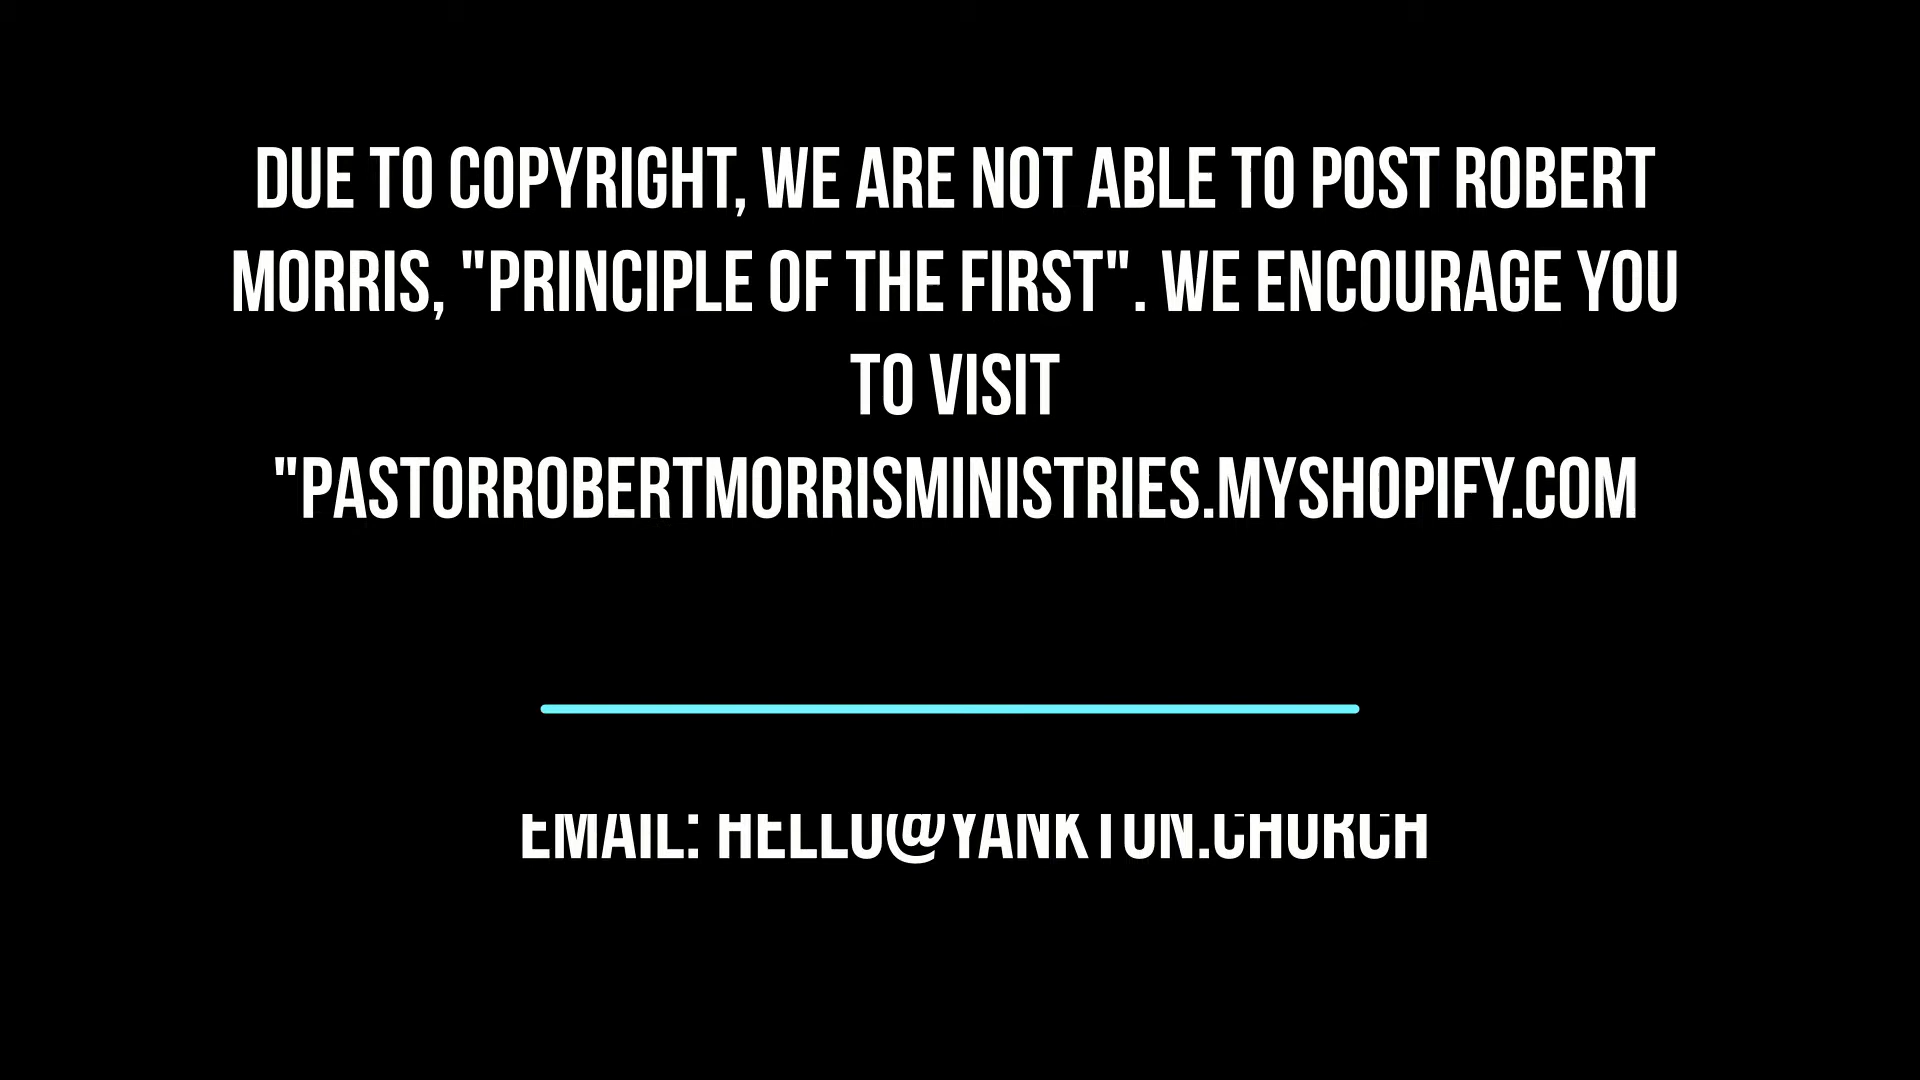 DUE TO COPYRIGHT, WE ARE NOT ABLE TO POST ROBERT
MORRIS, "PRINCIPLE OF THE FIRST". WE ENCOURAGE YOU
TO VISIT
"PASTORROBERTMORRISMINISTRIES.MYSHOPIFY.COM
EMAIL: HELLO@YANKTON.CHURCH